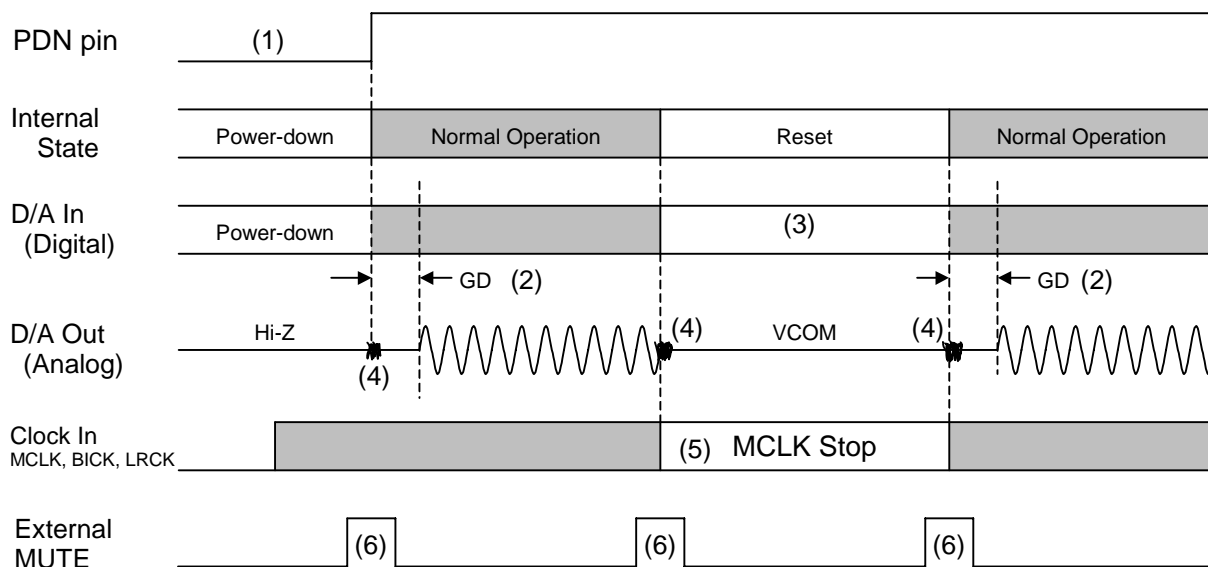 PDN pin
(1)
Internal
State
Power-down
Normal Operation
Reset
Normal Operation
D/A In
(Digital)
Power-down
(3)
GD (2)
GD (2)
D/A Out
(Analog)
Hi-Z
(4)
(4)
VCOM
(4)
Clock In
MCLK, BICK, LRCK
(5) MCLK Stop
External
MUTE
(6)
(6)
(6)